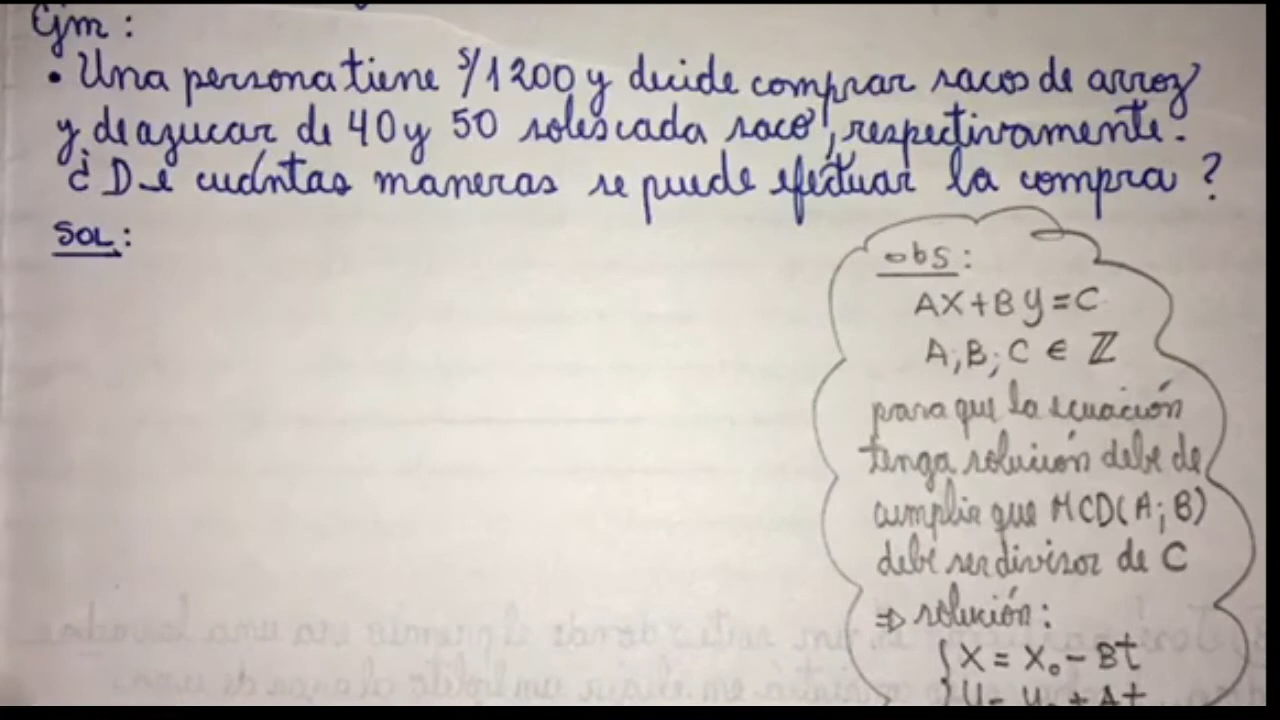 Ejm :
• Una persona tiene S/1200 y decide comprar sacos de arroz
y de azucar de 40 y 50 soles cada saco, respectivamente.
¿ De cuántas maneras se puede efectuar la compra ?
SOL :
obs :
AX + BY = C
A; B; C ∈ ℤ
para que la ecuación
tenga solución debe de
cumplir que MCD(A; B)
debe ser divisor de C
⇒ solución :
{ X = X₀ - Bt
Y = Y₀ + At